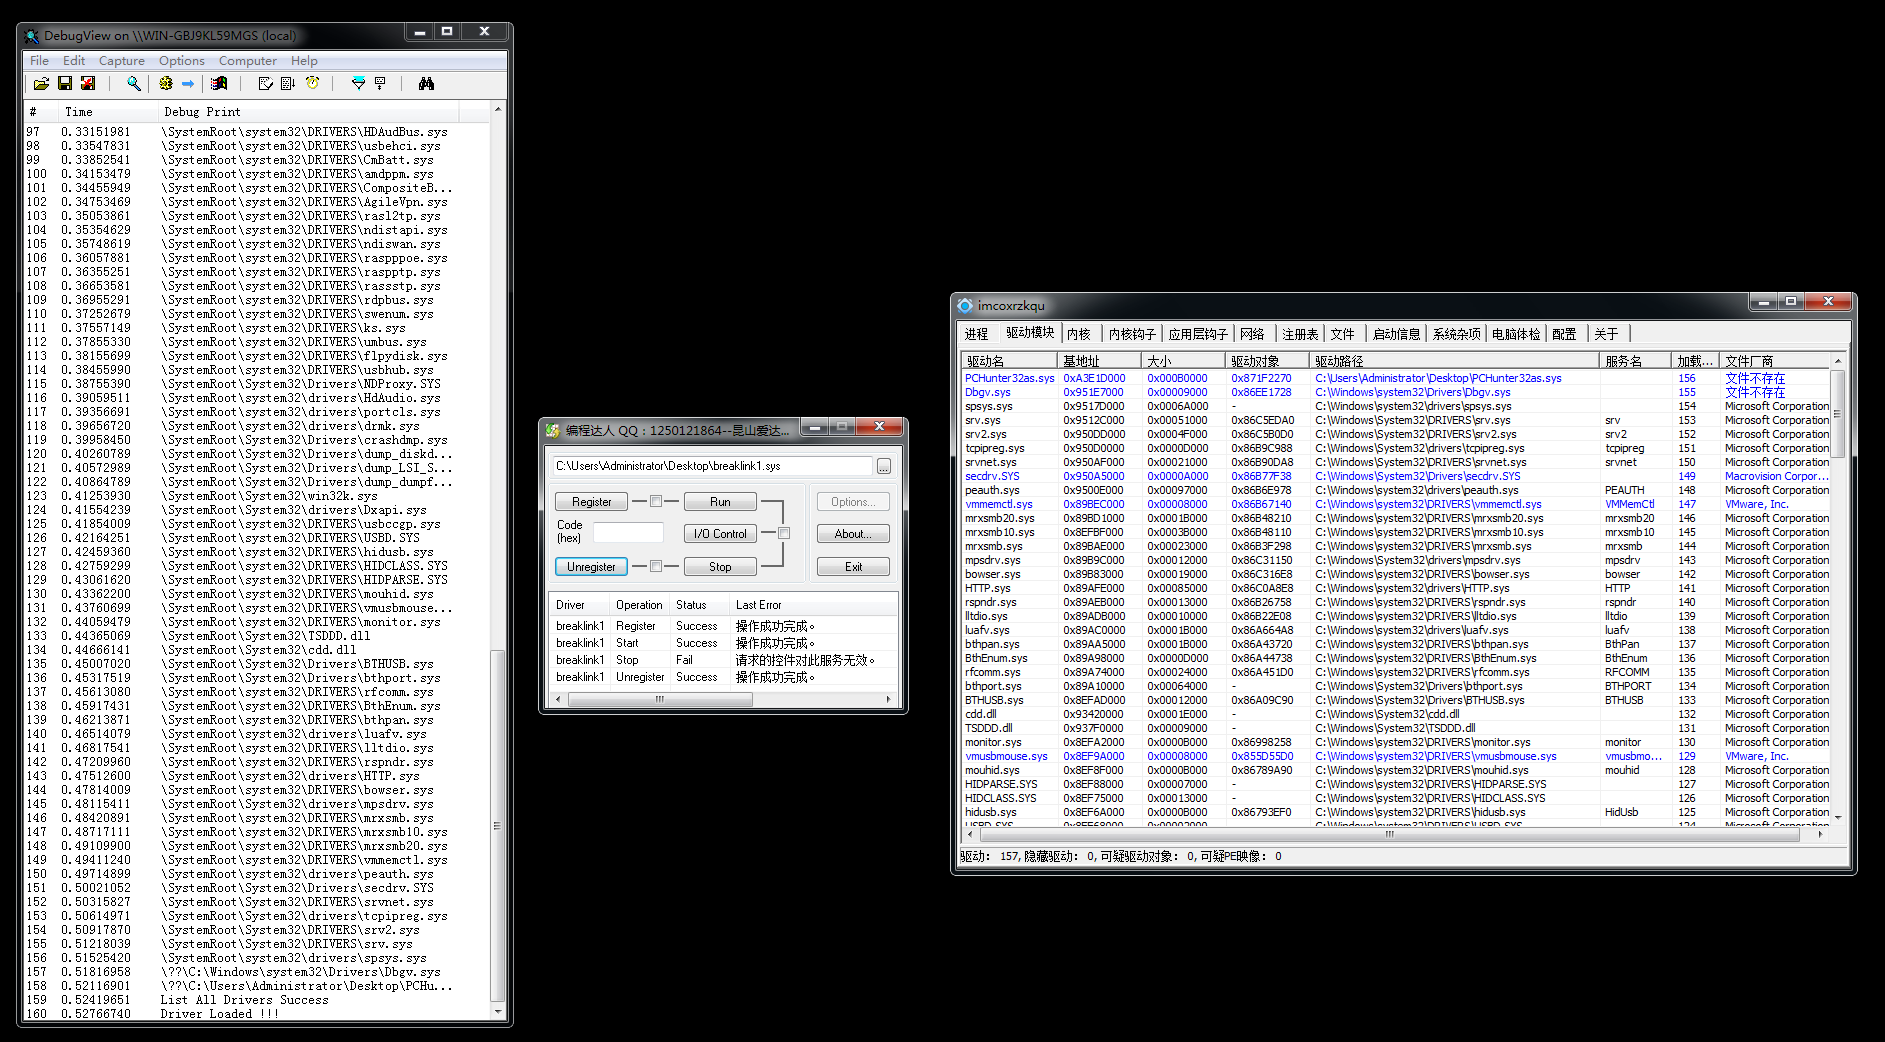 DebugView on \\WIN-GBJ9KL59MGS (local)
File Edit Capture Options Computer Help
# Time Debug Print
97 0.33151981 \SystemRoot\system32\DRIVERS\HDAudBus.sys
98 0.33547831 \SystemRoot\system32\DRIVERS\usbehci.sys
99 0.33852541 \SystemRoot\system32\DRIVERS\CmBatt.sys
100 0.34153479 \SystemRoot\system32\DRIVERS\amdppm.sys
101 0.34455949 \SystemRoot\system32\DRIVERS\CompositeB...
102 0.34753469 \SystemRoot\system32\DRIVERS\AgileVpn.sys
103 0.35053861 \SystemRoot\system32\DRIVERS\rasl2tp.sys
104 0.35354629 \SystemRoot\system32\DRIVERS\ndistapi.sys
105 0.35748619 \SystemRoot\system32\DRIVERS\ndiswan.sys
106 0.36057881 \SystemRoot\system32\DRIVERS\raspppoe.sys
107 0.36355251 \SystemRoot\system32\DRIVERS\raspptp.sys
108 0.36653581 \SystemRoot\system32\DRIVERS\rassstp.sys
109 0.36955291 \SystemRoot\system32\DRIVERS\rdpbus.sys
110 0.37252679 \SystemRoot\system32\DRIVERS\swenum.sys
111 0.37557149 \SystemRoot\system32\DRIVERS\ks.sys
112 0.37855330 \SystemRoot\system32\DRIVERS\umbus.sys
113 0.38155699 \SystemRoot\system32\DRIVERS\flpydisk.sys
114 0.38455990 \SystemRoot\system32\DRIVERS\usbhub.sys
115 0.38755390 \SystemRoot\System32\Drivers\NDProxy.SYS
116 0.39059511 \SystemRoot\system32\drivers\HdAudio.sys
117 0.39356691 \SystemRoot\system32\drivers\portcls.sys
118 0.39656720 \SystemRoot\system32\drivers\drmk.sys
119 0.39958450 \SystemRoot\System32\Drivers\crashdmp.sys
120 0.40260789 \SystemRoot\System32\Drivers\dump_diskd...
121 0.40572989 \SystemRoot\System32\Drivers\dump_LSI_S...
122 0.40864789 \SystemRoot\System32\Drivers\dump_dumpf...
123 0.41253930 \SystemRoot\System32\win32k.sys
124 0.41554239 \SystemRoot\System32\drivers\Dxapi.sys
125 0.41854009 \SystemRoot\system32\DRIVERS\usbccgp.sys
126 0.42164251 \SystemRoot\system32\DRIVERS\USBD.SYS
127 0.42459360 \SystemRoot\system32\DRIVERS\hidusb.sys
128 0.42759299 \SystemRoot\system32\DRIVERS\HIDCLASS.SYS
129 0.43061620 \SystemRoot\system32\DRIVERS\HIDPARSE.SYS
130 0.43362200 \SystemRoot\system32\DRIVERS\mouhid.sys
131 0.43760699 \SystemRoot\system32\DRIVERS\vmusbmouse...
132 0.44059479 \SystemRoot\system32\DRIVERS\monitor.sys
133 0.44365069 \SystemRoot\System32\TSDDD.dll
134 0.44666141 \SystemRoot\System32\cdd.dll
135 0.45007020 \SystemRoot\System32\Drivers\BTHUSB.sys
136 0.45317519 \SystemRoot\System32\Drivers\bthport.sys
137 0.45613080 \SystemRoot\system32\DRIVERS\rfcomm.sys
138 0.45917431 \SystemRoot\system32\DRIVERS\BthEnum.sys
139 0.46213871 \SystemRoot\system32\DRIVERS\bthpan.sys
140 0.46514079 \SystemRoot\system32\drivers\luafv.sys
141 0.46817541 \SystemRoot\system32\DRIVERS\lltdio.sys
142 0.47209960 \SystemRoot\system32\DRIVERS\rspndr.sys
143 0.47512600 \SystemRoot\system32\drivers\HTTP.sys
144 0.47814009 \SystemRoot\system32\DRIVERS\bowser.sys
145 0.48115411 \SystemRoot\System32\drivers\mpsdrv.sys
146 0.48420891 \SystemRoot\system32\DRIVERS\mrxsmb.sys
147 0.48717111 \SystemRoot\system32\DRIVERS\mrxsmb10.sys
148 0.49109900 \SystemRoot\system32\DRIVERS\mrxsmb20.sys
149 0.49411240 \SystemRoot\system32\DRIVERS\vmmemctl.sys
150 0.49714899 \SystemRoot\system32\drivers\peauth.sys
151 0.50021052 \SystemRoot\System32\Drivers\secdrv.SYS
152 0.50315827 \SystemRoot\System32\DRIVERS\srvnet.sys
153 0.50614971 \SystemRoot\System32\drivers\tcpipreg.sys
154 0.50917870 \SystemRoot\System32\DRIVERS\srv2.sys
155 0.51218039 \SystemRoot\System32\DRIVERS\srv.sys
156 0.51525420 \SystemRoot\system32\drivers\spsys.sys
157 0.51816958 \??\C:\Windows\system32\Drivers\Dbgv.sys
158 0.52116901 \??\C:\Users\Administrator\Desktop\PCHu...
159 0.52419651 List All Drivers Success
160 0.52766740 Driver Loaded !!!
编程达人 QQ：1250121864--昆山爱达...
C:\Users\Administrator\Desktop\breaklink1.sys ...
Register Run Options...
Code (hex) I/O Control About...
Unregister Stop Exit
Driver Operation Status Last Error
breaklink1 Register Success 操作成功完成。
breaklink1 Start Success 操作成功完成。
breaklink1 Stop Fail 请求的控件对此服务无效。
breaklink1 Unregister Success 操作成功完成。
imcoxrzkqu
进程 驱动模块 内核 内核钩子 应用层钩子 网络 注册表 文件 启动信息 系统杂项 电脑体检 配置 关于
驱动名 基地址 大小 驱动对象 驱动路径 服务名 加载... 文件厂商
PCHunter32as.sys 0xA3E1D000 0x000B0000 0x871F2270 C:\Users\Administrator\Desktop\PCHunter32as.sys 156 文件不存在
Dbgv.sys 0x951E7000 0x00009000 0x86EE1728 C:\Windows\system32\Drivers\Dbgv.sys 155 文件不存在
spsys.sys 0x9517D000 0x0006A000 - C:\Windows\system32\drivers\spsys.sys 154 Microsoft Corporation
srv.sys 0x9512C000 0x00051000 0x86C5EDA0 C:\Windows\System32\DRIVERS\srv.sys srv 153 Microsoft Corporation
srv2.sys 0x950DD000 0x0004F000 0x86C5B0D0 C:\Windows\System32\DRIVERS\srv2.sys srv2 152 Microsoft Corporation
tcpipreg.sys 0x950D0000 0x0000D000 0x86B9C988 C:\Windows\System32\drivers\tcpipreg.sys tcpipreg 151 Microsoft Corporation
srvnet.sys 0x950AF000 0x00021000 0x86B90DA8 C:\Windows\System32\DRIVERS\srvnet.sys srvnet 150 Microsoft Corporation
secdrv.SYS 0x950A5000 0x0000A000 0x86B77F38 C:\Windows\System32\Drivers\secdrv.SYS 149 Macrovision Corpor...
peauth.sys 0x9500E000 0x00097000 0x86B6E978 C:\Windows\system32\drivers\peauth.sys PEAUTH 148 Microsoft Corporation
vmmemctl.sys 0x89BEC000 0x00008000 0x86B67140 C:\Windows\system32\DRIVERS\vmmemctl.sys VMMemCtl 147 VMware, Inc.
mrxsmb20.sys 0x89BD1000 0x0001B000 0x86B48210 C:\Windows\system32\DRIVERS\mrxsmb20.sys mrxsmb20 146 Microsoft Corporation
mrxsmb10.sys 0x8EFBF000 0x0003B000 0x86B48110 C:\Windows\system32\DRIVERS\mrxsmb10.sys mrxsmb10 145 Microsoft Corporation
mrxsmb.sys 0x89BAE000 0x00023000 0x86B3F298 C:\Windows\system32\DRIVERS\mrxsmb.sys mrxsmb 144 Microsoft Corporation
mpsdrv.sys 0x89B9C000 0x00012000 0x86C31150 C:\Windows\System32\drivers\mpsdrv.sys mpsdrv 143 Microsoft Corporation
bowser.sys 0x89B83000 0x00019000 0x86C316E8 C:\Windows\system32\DRIVERS\bowser.sys bowser 142 Microsoft Corporation
HTTP.sys 0x89AFE000 0x00085000 0x86C0A8E8 C:\Windows\system32\drivers\HTTP.sys HTTP 141 Microsoft Corporation
rspndr.sys 0x89AEB000 0x00013000 0x86B26758 C:\Windows\system32\DRIVERS\rspndr.sys rspndr 140 Microsoft Corporation
lltdio.sys 0x89ADB000 0x00010000 0x86B22E08 C:\Windows\system32\DRIVERS\lltdio.sys lltdio 139 Microsoft Corporation
luafv.sys 0x89AC0000 0x0001B000 0x86A664A8 C:\Windows\system32\drivers\luafv.sys luafv 138 Microsoft Corporation
bthpan.sys 0x89AA5000 0x0001B000 0x86A43720 C:\Windows\system32\DRIVERS\bthpan.sys BthPan 137 Microsoft Corporation
BthEnum.sys 0x89A98000 0x0000D000 0x86A44738 C:\Windows\system32\DRIVERS\BthEnum.sys BthEnum 136 Microsoft Corporation
rfcomm.sys 0x89A74000 0x00024000 0x86A451D0 C:\Windows\system32\DRIVERS\rfcomm.sys RFCOMM 135 Microsoft Corporation
bthport.sys 0x89A10000 0x00064000 - C:\Windows\System32\Drivers\bthport.sys BTHPORT 134 Microsoft Corporation
BTHUSB.sys 0x8EFAD000 0x00012000 0x86A09C90 C:\Windows\System32\Drivers\BTHUSB.sys BTHUSB 133 Microsoft Corporation
cdd.dll 0x93420000 0x0001E000 - C:\Windows\System32\cdd.dll 132 Microsoft Corporation
TSDDD.dll 0x937F0000 0x00009000 - C:\Windows\System32\TSDDD.dll 131 Microsoft Corporation
monitor.sys 0x8EFA2000 0x0000B000 0x86998258 C:\Windows\system32\DRIVERS\monitor.sys monitor 130 Microsoft Corporation
vmusbmouse.sys 0x8EF9A000 0x00008000 0x855D55D0 C:\Windows\system32\DRIVERS\vmusbmouse.sys vmusbmo... 129 VMware, Inc.
mouhid.sys 0x8EF8F000 0x0000B000 0x86789A90 C:\Windows\system32\DRIVERS\mouhid.sys mouhid 128 Microsoft Corporation
HIDPARSE.SYS 0x8EF88000 0x00007000 - C:\Windows\system32\DRIVERS\HIDPARSE.SYS 127 Microsoft Corporation
HIDCLASS.SYS 0x8EF75000 0x00013000 - C:\Windows\system32\DRIVERS\HIDCLASS.SYS 126 Microsoft Corporation
hidusb.sys 0x8EF6A000 0x0000B000 0x86793EF0 C:\Windows\system32\DRIVERS\hidusb.sys HidUsb 125 Microsoft Corporation
驱动： 157, 隐藏驱动： 0, 可疑驱动对象： 0, 可疑PE映像： 0